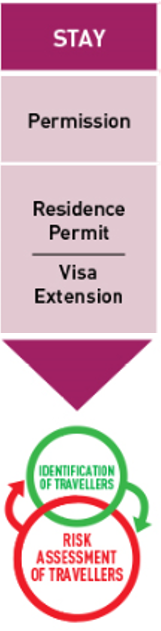 STAY
Permission
Residence
Permit
Visa
Extension
IDENTIFICATION
OF TRAVELLERS
RISK
ASSESSMENT
OF TRAVELLERS